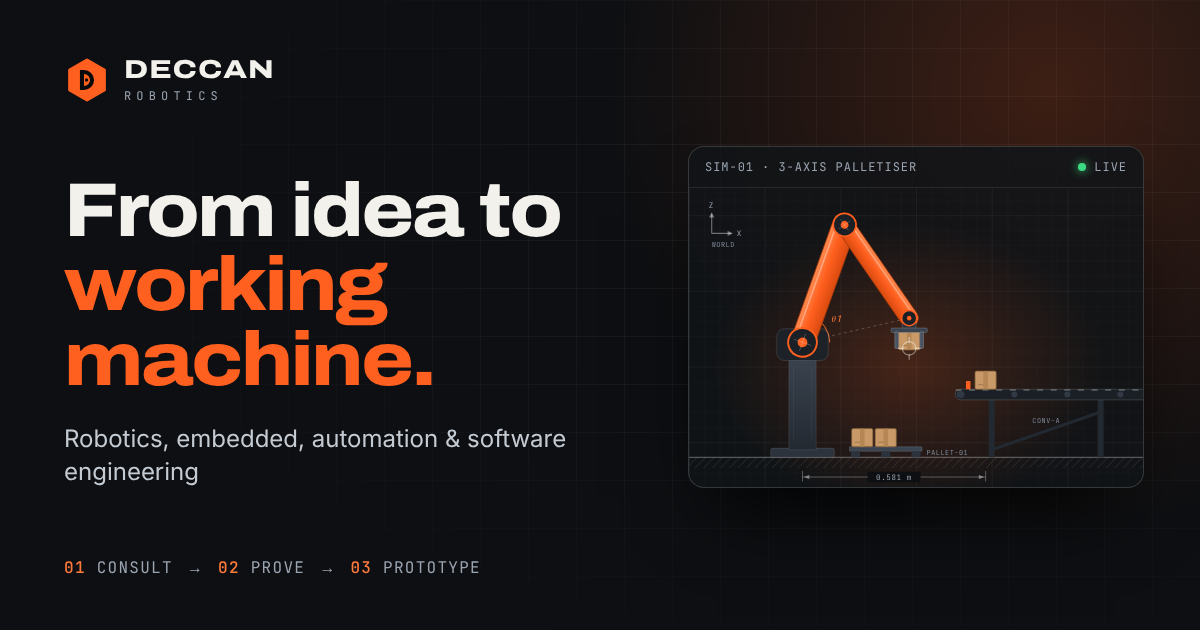 DECCAN
ROBOTICS
From idea to
working
machine.
Robotics, embedded, automation & software
engineering
01 CONSULT → 02 PROVE → 03 PROTOTYPE
SIM-01 · 3-AXIS PALLETISER
LIVE
Z
X
WORLD
θ1
CONV-A
PALLET-01
0.581 m